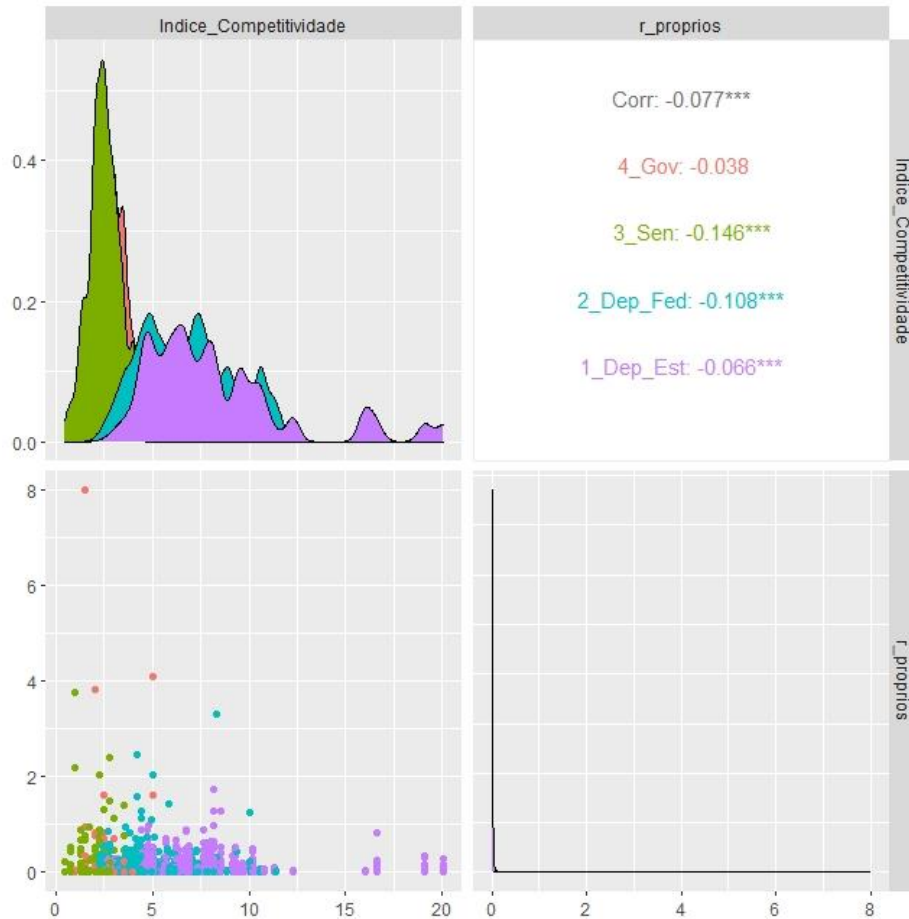 Indice_Competitividade
r_proprios
Corr: -0.077***
4_Gov: -0.038
3_Sen: -0.146***
2_Dep_Fed: -0.108***
1_Dep_Est: -0.066***
Indice_Competitividade
0.4
0.2
0.0
r_proprios
8
6
4
2
0
0 5 10 15 20
0 2 4 6 8